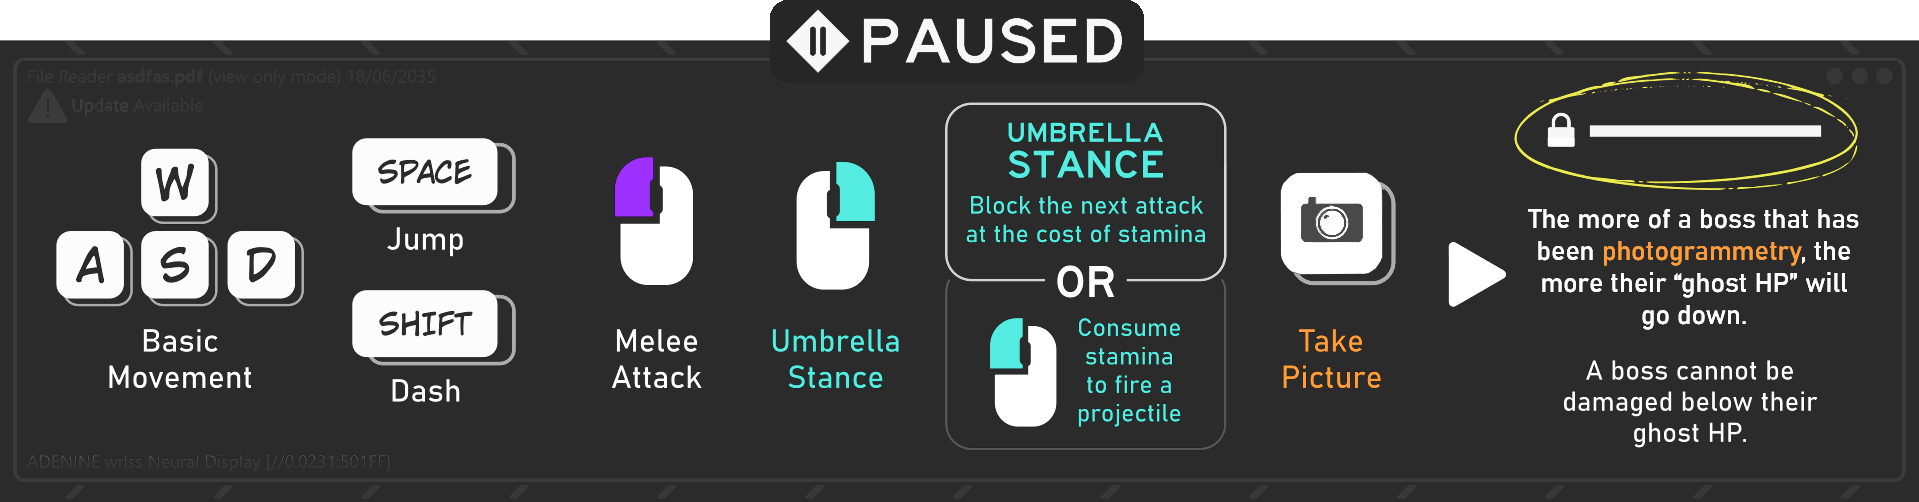 PAUSED
File Reader asdfas.pdf (view only mode) 18/06/2035
Update Available
W
A S D
Basic
Movement
SPACE
Jump
SHIFT
Dash
Melee
Attack
Umbrella
Stance
UMBRELLA
STANCE
Block the next attack
at the cost of stamina
OR
Consume
stamina
to fire a
projectile
Take
Picture
The more of a boss that has
been photogrammetry, the
more their “ghost HP” will
go down.
A boss cannot be
damaged below their
ghost HP.
ADENINE wrlss Neural Display [//0.0231:501FF]